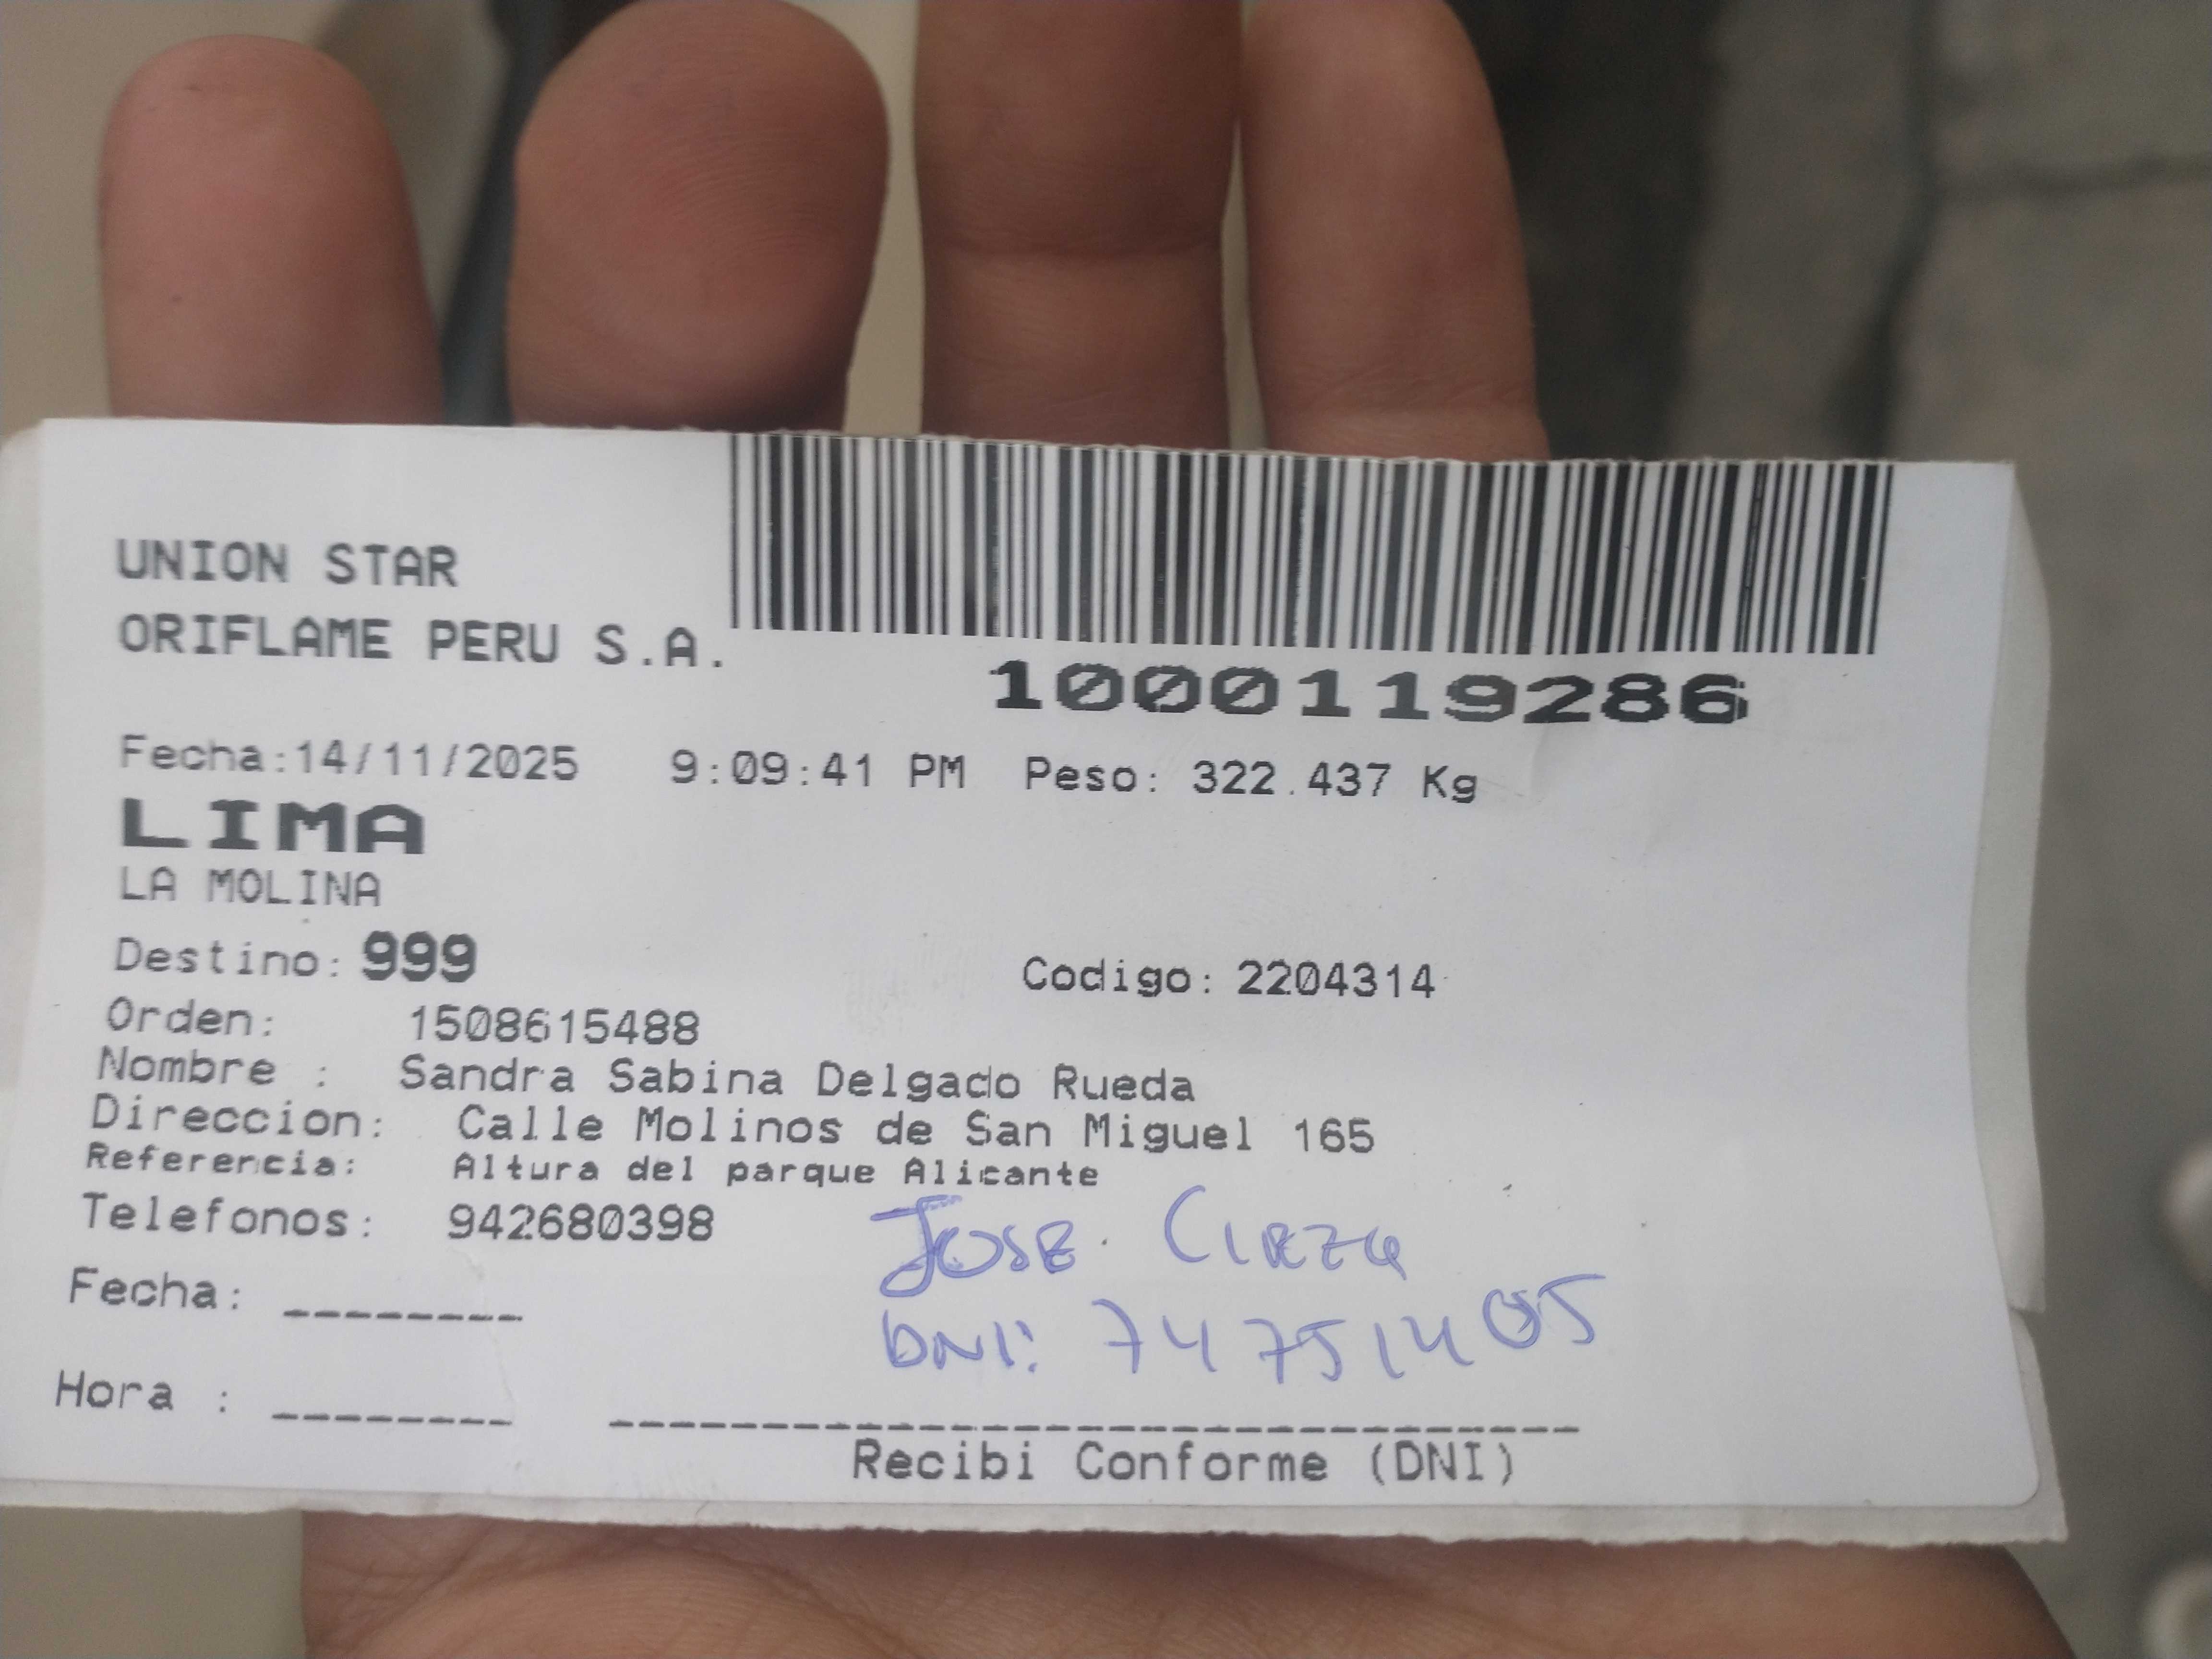 UNION STAR
ORIFLAME PERU S.A.
1000119286
Fecha:14/11/2025 9:09:41 PM Peso: 322.437 Kg
LIMA
LA MOLINA
Destino: 999 Codigo: 2204314
Orden: 1508615488
Nombre : Sandra Sabina Delgado Rueda
Direccion: Calle Molinos de San Miguel 165
Referencia: Altura del parque Alicante
Telefonos: 942680398
JOSE. CIEZA
DNI: 74751405
Fecha: --------
Hora : --------
Recibi Conforme (DNI)